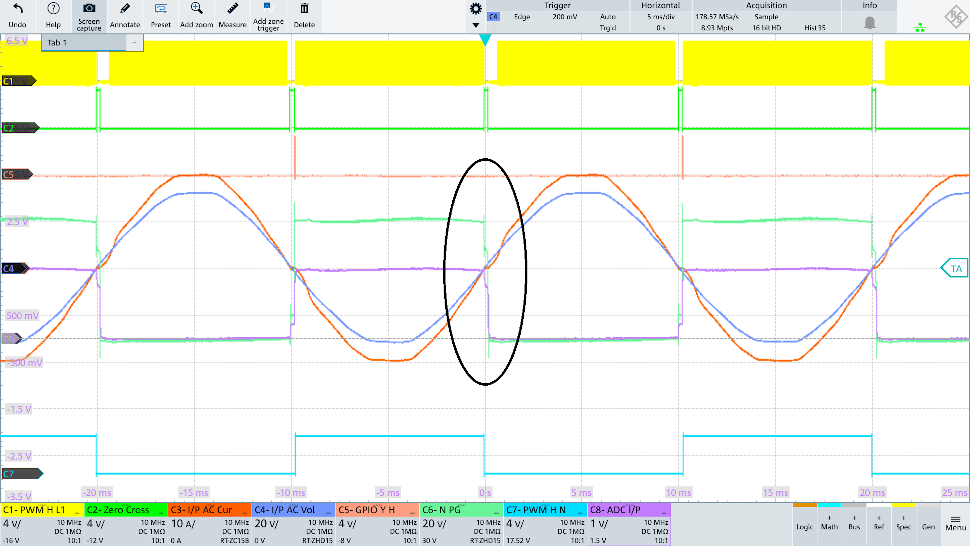 Trigger
Horizontal
Acquisition
Info
C4
Edge
200 mV
Auto
5 ms/div
178.57 MSa/s
Sample
Trg'd
0 s
8.93 Mpts
16 bit HD
Hist 35
Undo
Help
Screen
capture
Annotate
Preset
Add zoom
Measure
Add zone
trigger
Delete
Tab 1
6.5 V
C1
C2
C5
2.5 V
C4
TA
500 mV
-500 mV
-1.5 V
-2.5 V
C7
-3.5 V
-20 ms
-15 ms
-10 ms
-5 ms
0 s
5 ms
10 ms
15 ms
20 ms
25 ms
C1- PWM H L1
C2- Zero Cross
C3- I/P AC Cur
C4- I/P AC Vol
C5- GPIO Y H
C6- N PG
C7- PWM H N
C8- ADC I/P
4 V/
10 MHz
DC 1MΩ
-16 V
10:1
4 V/
10 MHz
DC 1MΩ
-12 V
10:1
10 A/
10 MHz
DC 1MΩ
0 A
RT-ZC15B
20 V/
10 MHz
DC 1MΩ
0 V
RT-ZHD15
4 V/
10 MHz
DC 1MΩ
-8 V
10:1
20 V/
10 MHz
DC 1MΩ
30 V
RT-ZHD15
4 V/
10 MHz
DC 1MΩ
17.52 V
10:1
1 V/
10 MHz
DC 1MΩ
1.5 V
10:1
Logic
Math
Bus
Ref
Spec
Gen
Menu